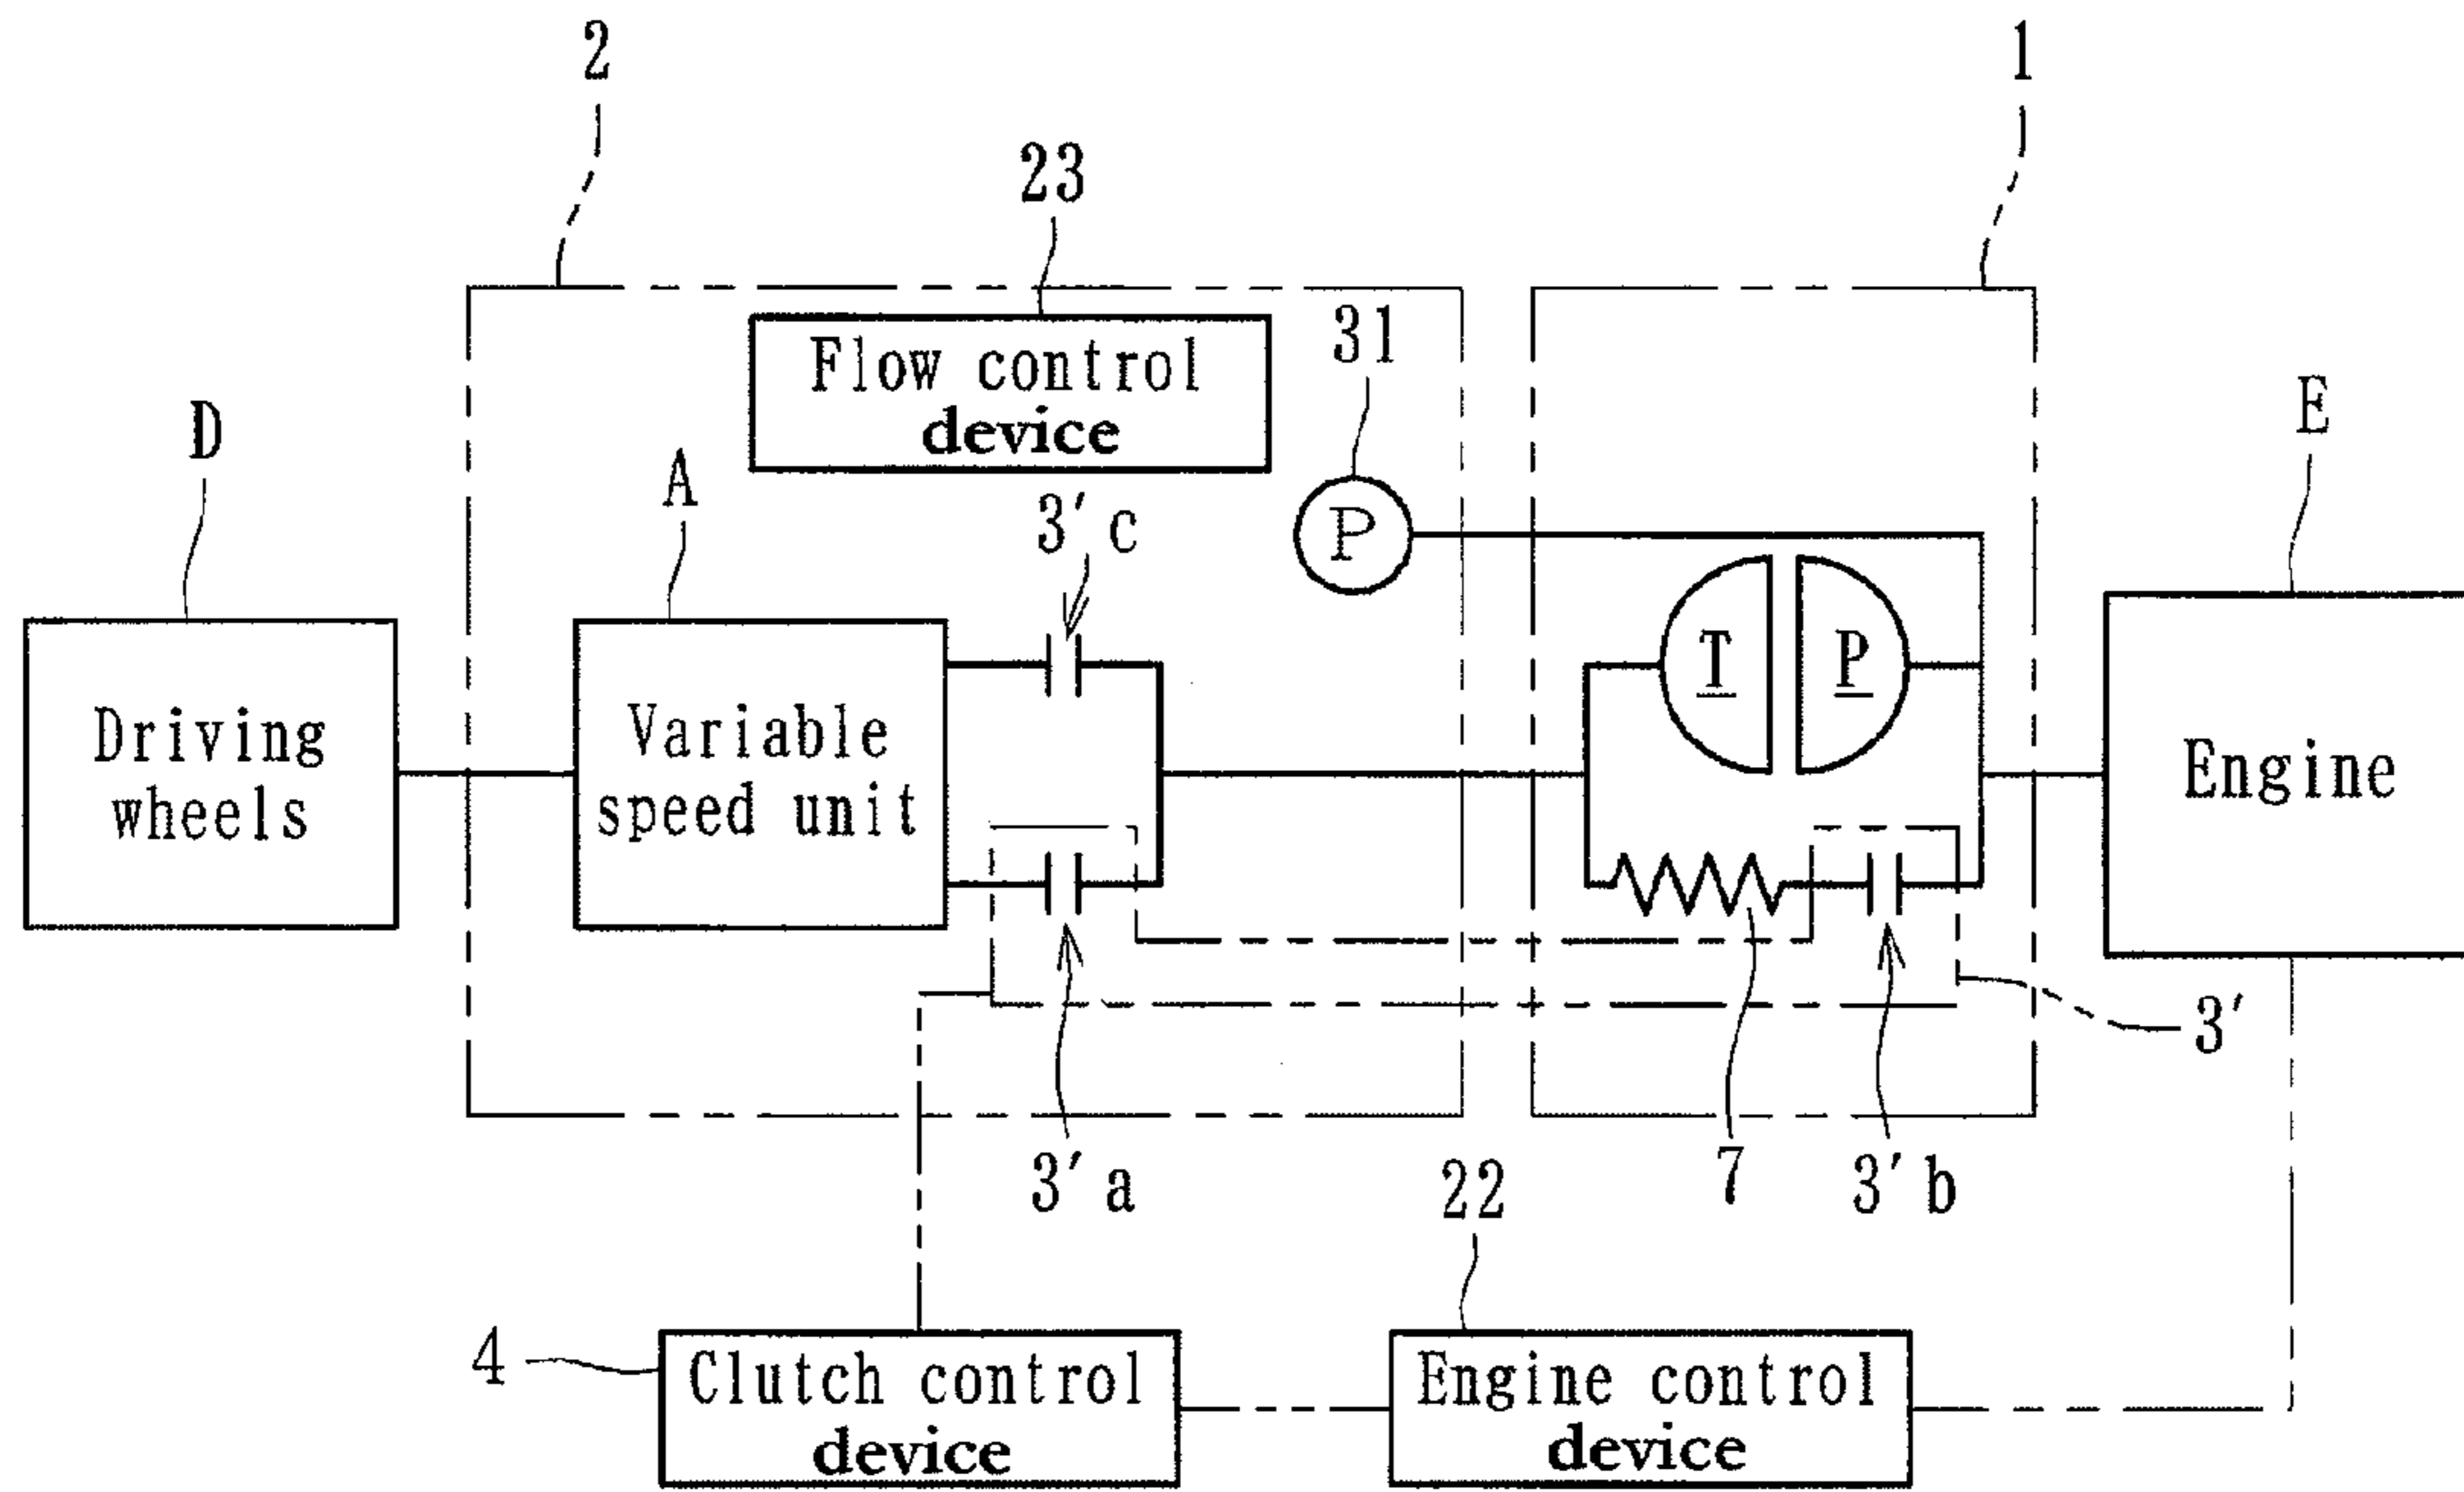 2
1
23
Flow control
device
31
D
A
3'c
E
P
T
P
Driving
wheels
Variable
speed unit
Engine
3'
3'a
7
3'b
22
4
Clutch control
device
Engine control
device